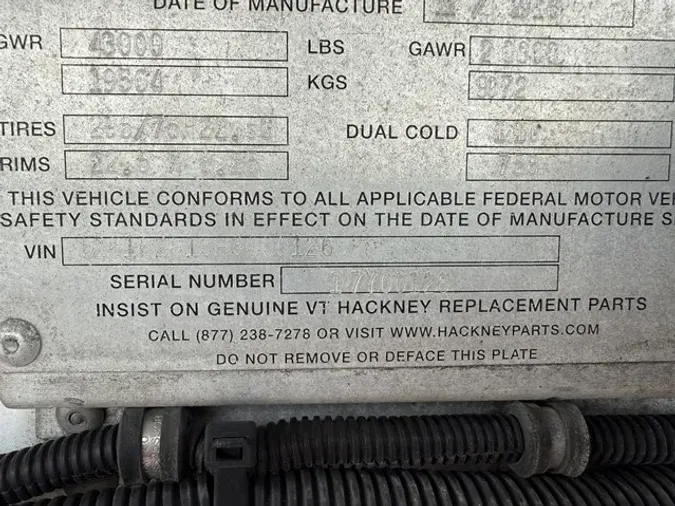 DATE OF MANUFACTURE
GWR 43000 LBS GAWR
19504 KGS 9072
TIRES DUAL COLD
RIMS
THIS VEHICLE CONFORMS TO ALL APPLICABLE FEDERAL MOTOR VEH
SAFETY STANDARDS IN EFFECT ON THE DATE OF MANUFACTURE S
VIN
SERIAL NUMBER
INSIST ON GENUINE VT HACKNEY REPLACEMENT PARTS
CALL (877) 238-7278 OR VISIT WWW.HACKNEYPARTS.COM
DO NOT REMOVE OR DEFACE THIS PLATE